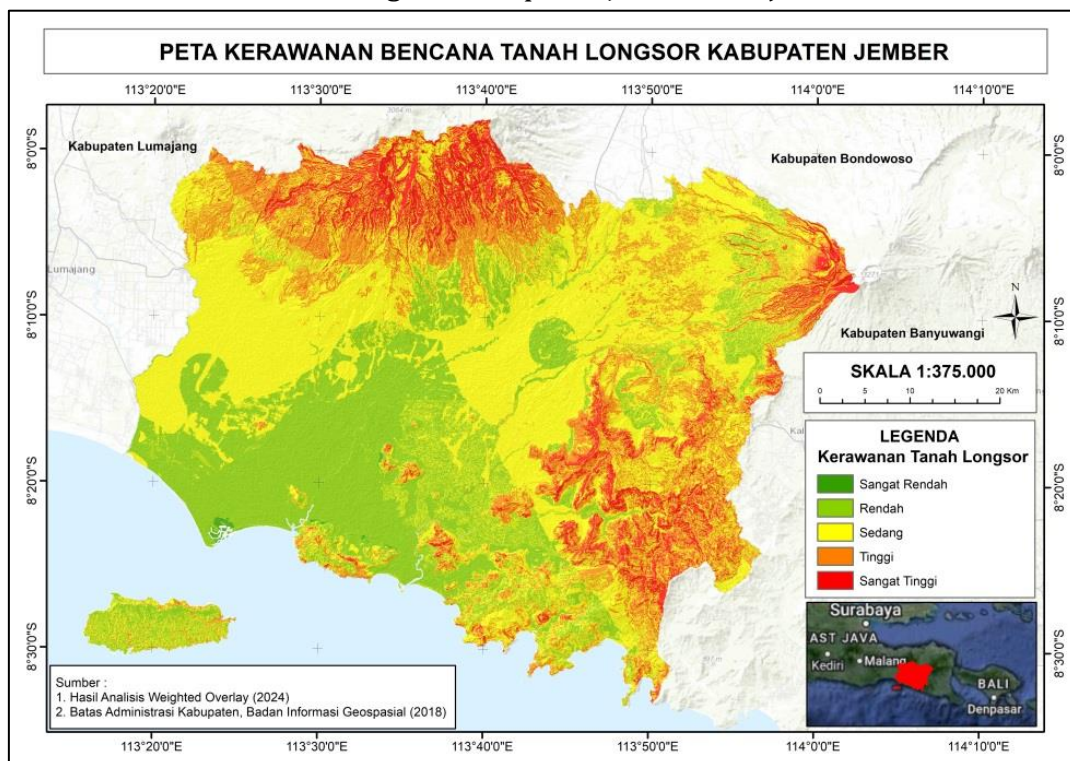 PETA KERAWANAN BENCANA TANAH LONGSOR KABUPATEN JEMBER
113°20'0"E 113°30'0"E 113°40'0"E 113°50'0"E 114°0'0"E 114°10'0"E
8°0'0"S
8°10'0"S
8°20'0"S
8°30'0"S
Kabupaten Lumajang
Kabupaten Bondowoso
Lumajang
Kabupaten Banyuwangi
N
8°0'0"S
8°10'0"S
8°20'0"S
8°30'0"S
SKALA 1:375.000
0 5 10 20 Km
LEGENDA
Kerawanan Tanah Longsor
Sangat Rendah
Rendah
Sedang
Tinggi
Sangat Tinggi
Surabaya
AST JAVA
Kediri Malang
BALI
Denpasar
Sumber :
1. Hasil Analisis Weighted Overlay (2024)
2. Batas Administrasi Kabupaten, Badan Informasi Geospasial (2018)
113°20'0"E 113°30'0"E 113°40'0"E 113°50'0"E 114°0'0"E 114°10'0"E